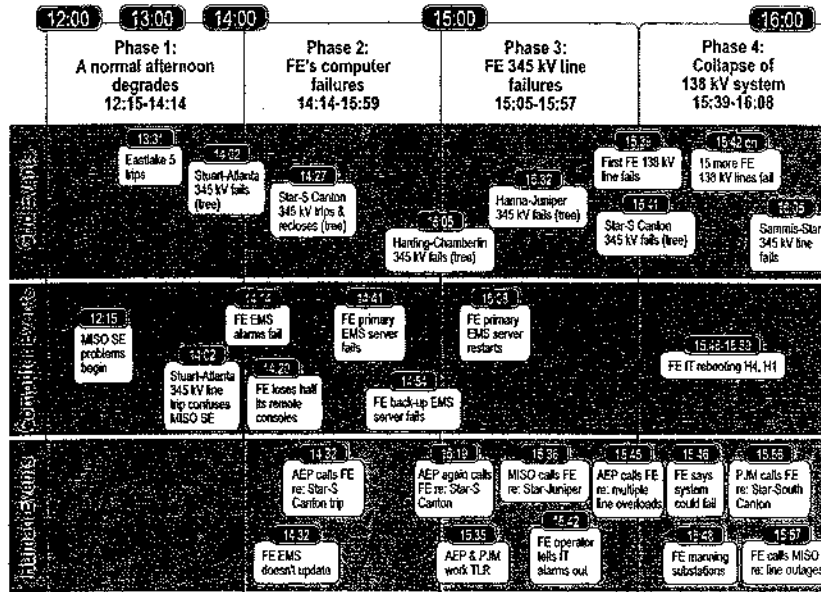 12:00
13:00
14:00
15:00
16:00
Phase 1:
A normal afternoon
degrades
12:15-14:14
Phase 2:
FE's computer
failures
14:14-15:59
Phase 3:
FE 345 kV line
failures
15:05-15:57
Phase 4:
Collapse of
138 kV system
15:39-16:08
13:31
Eastlake 5
trips
14:02
Stuart-Atlanta
345 kV fails
(tree)
14:27
Star-S Canton
345 kV trips &
recloses (tree)
15:05
Harding-Chamberlin
345 kV fails (tree)
15:32
Hanna-Juniper
345 kV fails (tree)
15:39
First FE 138 kV
line fails
15:41
Star-S Canton
345 kV fails (tree)
15:42 on
15 more FE
138 kV lines fail
Sammis-Star
345 kV line
fails
Computer Events
12:15
MISO SE
problems
begin
14:02
Stuart-Atlanta
345 kV line
trip confuses
MISO SE
14:14
FE EMS
alarms fail
14:20
FE loses half
its remote
consoles
14:41
FE primary
EMS server
fails
14:54
FE back-up EMS
server fails
FE primary
EMS server
restarts
FE IT rebooting H4, H1
Human Events
14:32
AEP calls FE
re: Star-S
Canton trip
14:32
FE EMS
doesn't update
15:19
AEP again calls
FE re: Star-S
Canton
15:35
AEP & PJM
work TLR
15:36
MISO calls FE
re: Star-Juniper
15:42
FE operator
tells IT
alarms out
15:45
AEP calls FE
re: multiple
line overloads
15:46
FE says
system
could fail
15:48
FE manning
substations
15:56
PJM calls FE
re: Star-South
Canton
15:57
FE calls MISO
re: line outages